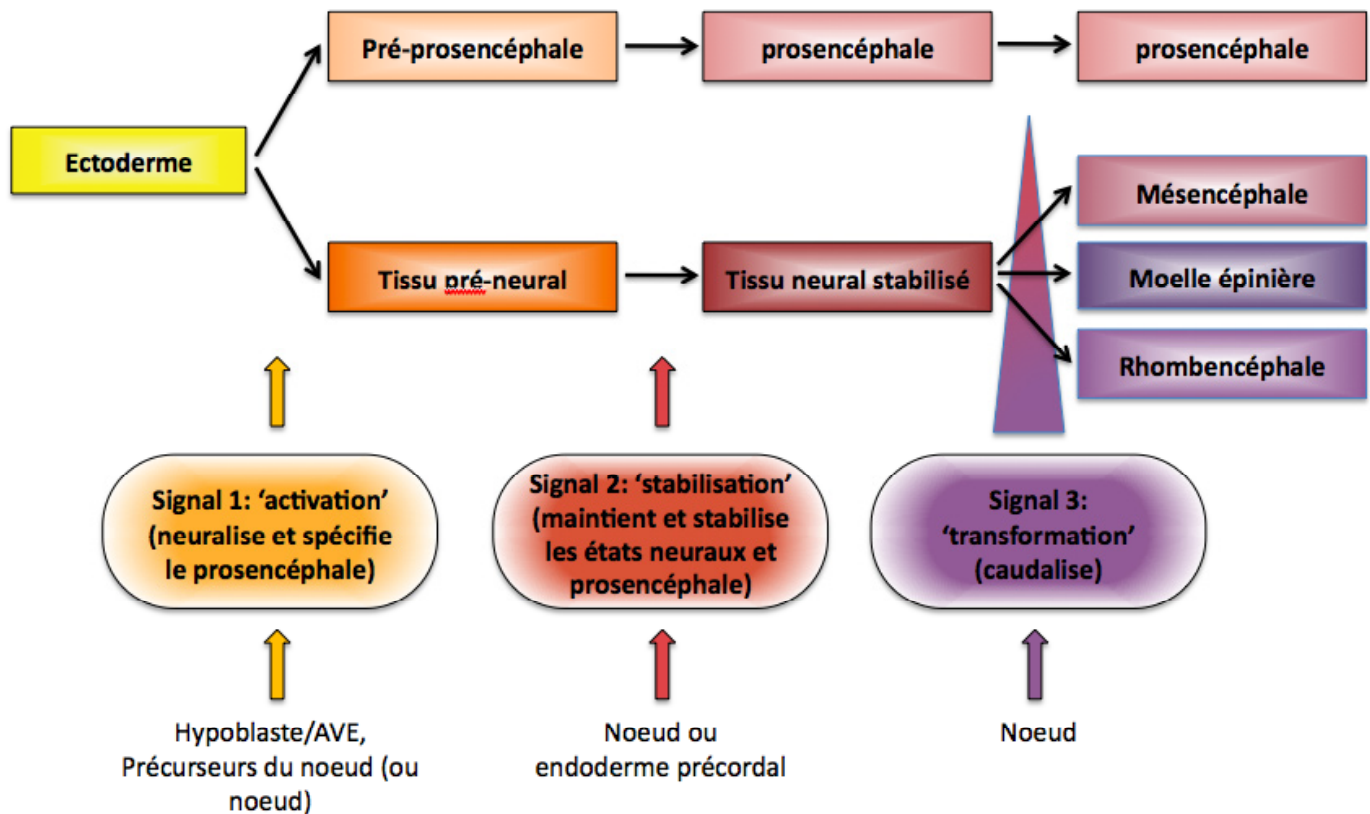 Pré-prosencéphale
prosencéphale
prosencéphale
Ectoderme
Mésencéphale
Tissu pré-neural
Tissu neural stabilisé
Moelle épinière
Rhombencéphale
Signal 1: ‘activation’
(neuralise et spécifie
le prosencéphale)
Signal 2: ‘stabilisation’
(maintient et stabilise
les états neuraux et
prosencéphale)
Signal 3:
‘transformation’
(caudalise)
Hypoblaste/AVE,
Précurseurs du noeud (ou
noeud)
Noeud ou
endoderme précordal
Noeud